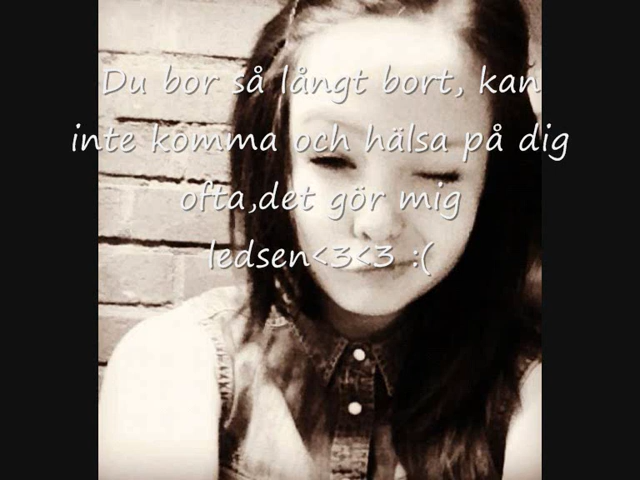 Du bor så långt bort, kan
inte komma och hälsa på dig
ofta,det gör mig
ledsen<3<3 :(